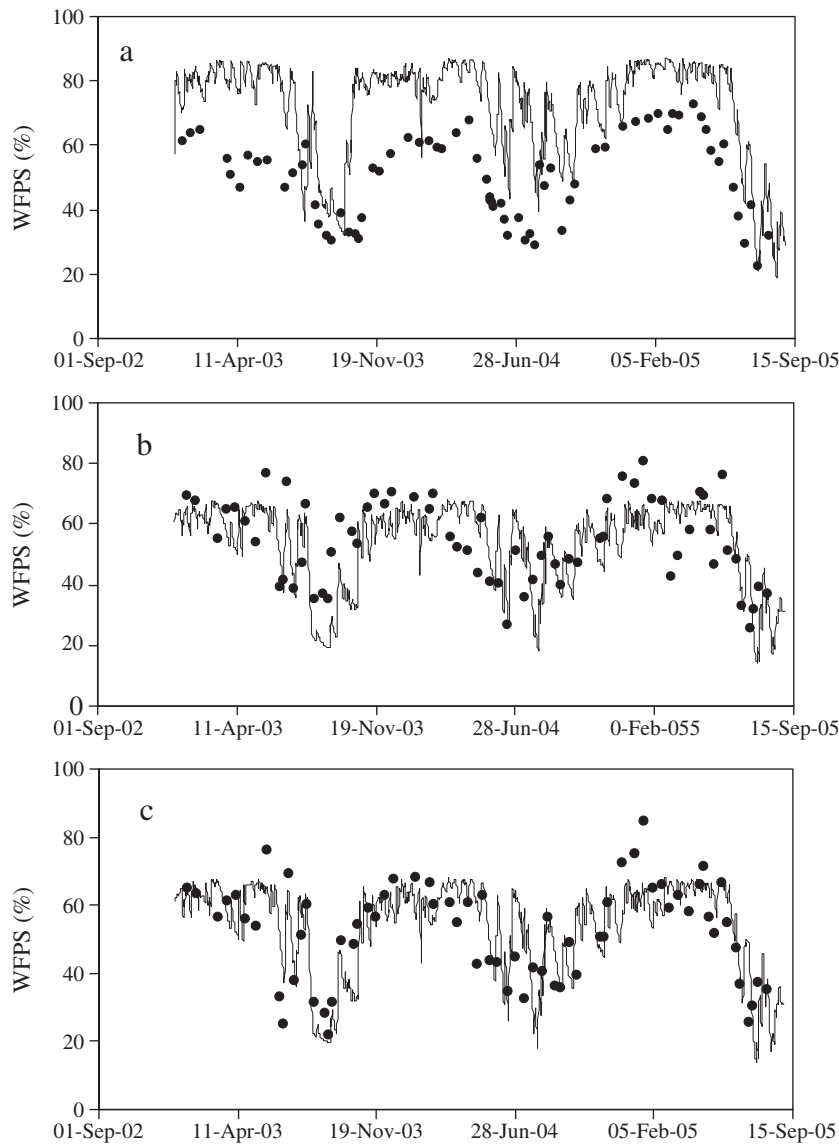 100
80
60
40
20
0
WFPS (%)
a
01-Sep-02 11-Apr-03 19-Nov-03 28-Jun-04 05-Feb-05 15-Sep-05
100
80
60
40
20
0
WFPS (%)
b
01-Sep-02 11-Apr-03 19-Nov-03 28-Jun-04 0-Feb-055 15-Sep-05
100
80
60
40
20
0
WFPS (%)
c
01-Sep-02 11-Apr-03 19-Nov-03 28-Jun-04 05-Feb-05 15-Sep-05